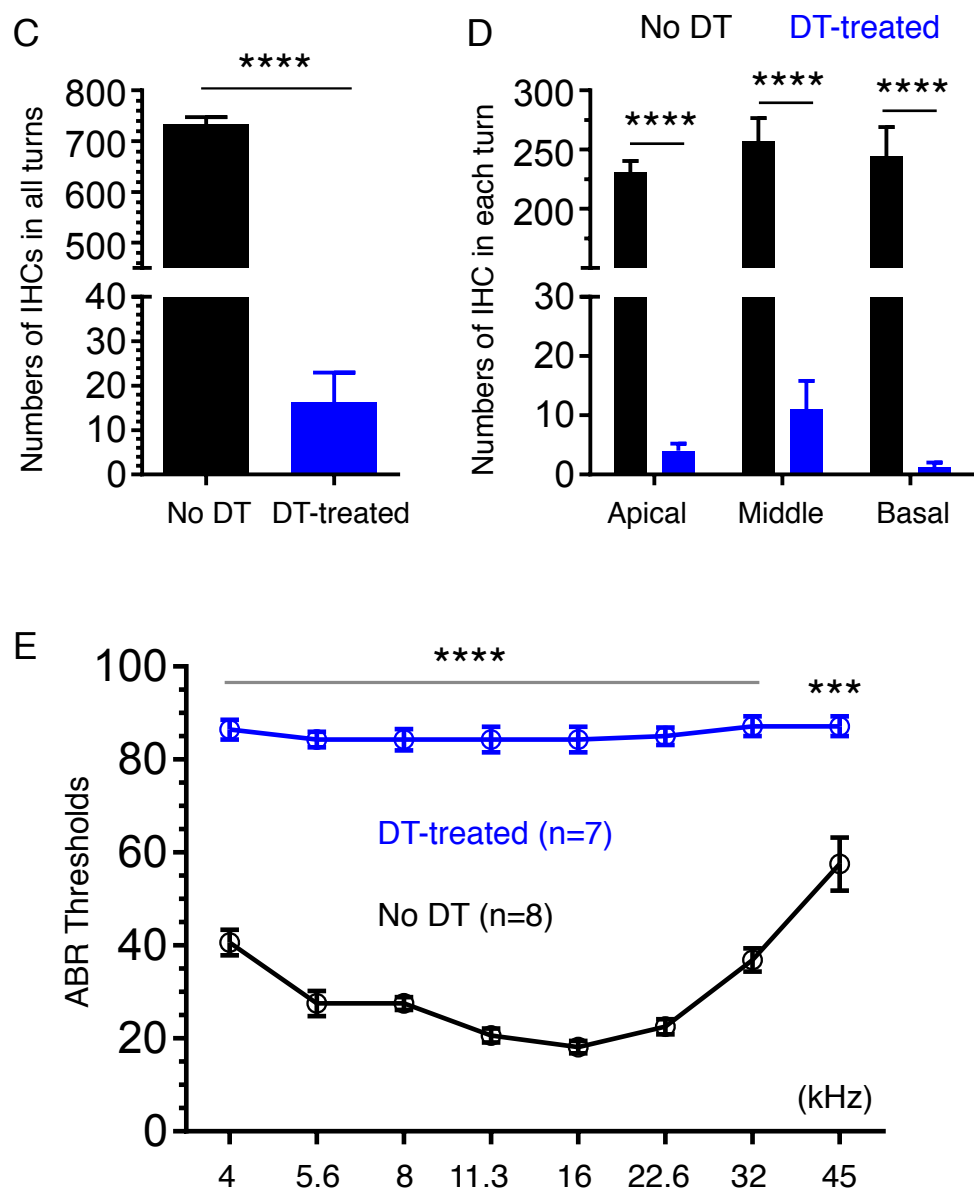 C
****
Numbers of IHCs in all turns
800
700
600
500
40
30
20
10
0
No DT DT-treated
D
No DT DT-treated
**** **** ****
Numbers of IHC in each turn
300
250
200
30
20
10
0
Apical Middle Basal
E
****
***
ABR Thresholds
100
80
60
40
20
0
DT-treated (n=7)
No DT (n=8)
(kHz)
4 5.6 8 11.3 16 22.6 32 45